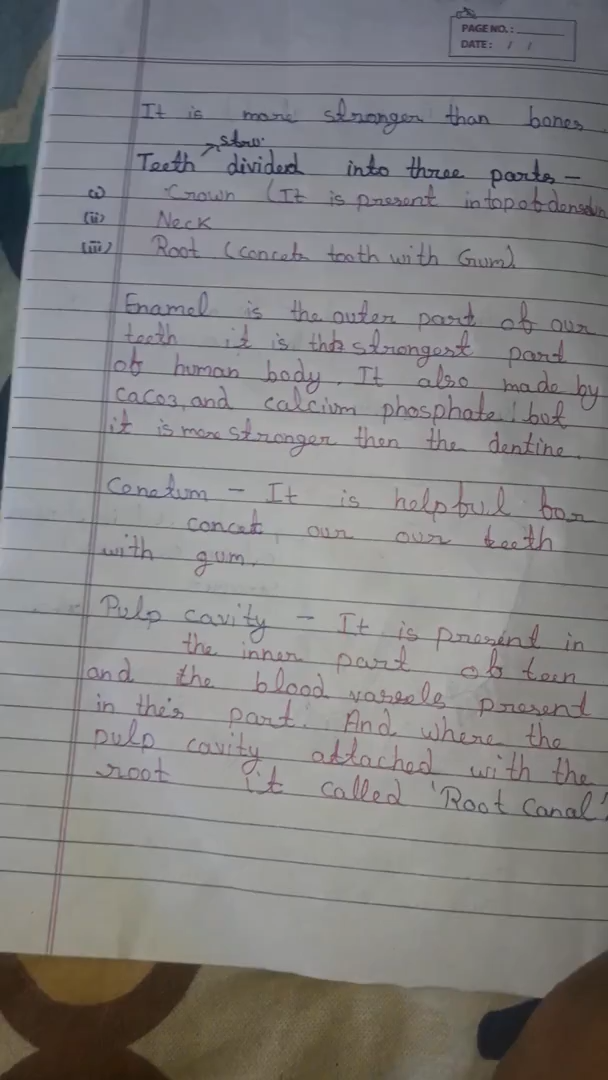 PAGE NO.:
DATE: / /
It is more stronger than bones
stru.
Teeth divided into three parts -
(i) Crown (It is present in top of
(ii) Neck
(iii) Root (concet tooth with Gum)
Enamel is the outer part of our
teeth it is the strongest part
of human body. It also made by
CaCO3, and calcium phosphate! bot
it is more stronger then the dentine.
Conetum - It is helpful for
concet our our teeth
with gum.
Pulp cavity - It is present in
the inner part of
and the blood vaseels present
in the's part. And where the
pulp cavity attached with the
root it called 'Root Canal'